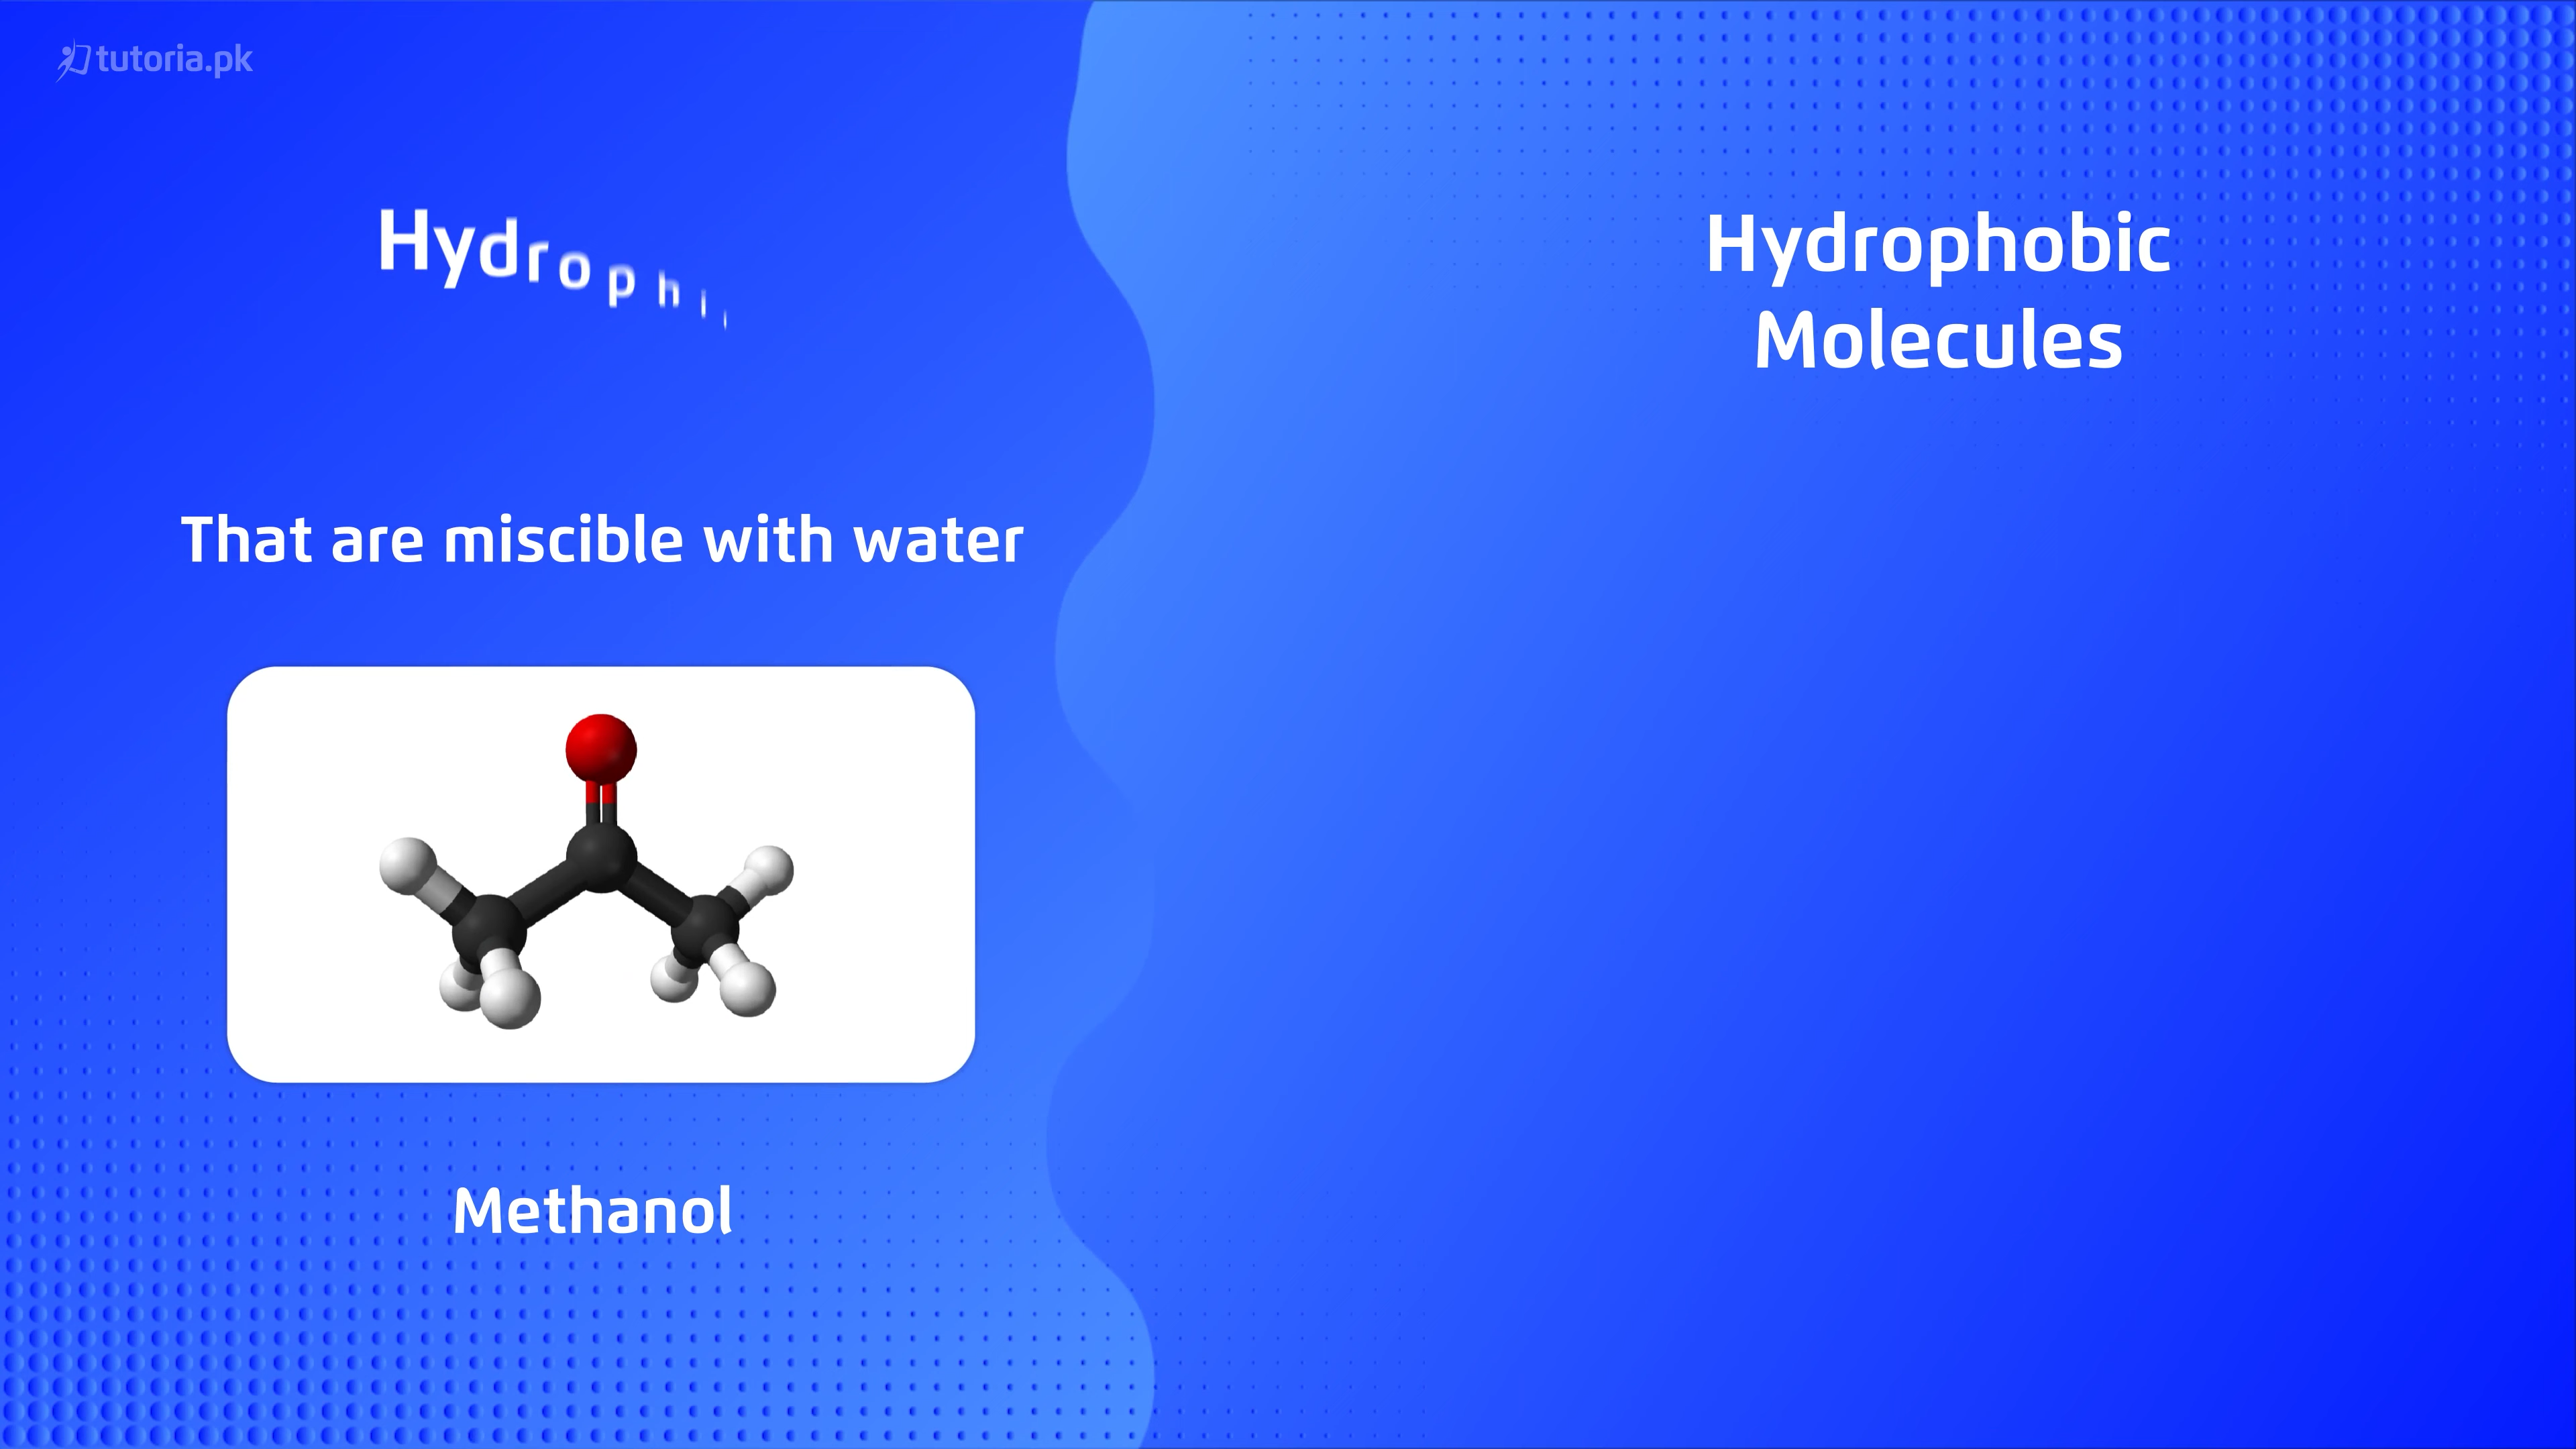 tutoria.pk
Hydrophi
That are miscible with water
Methanol
Hydrophobic
Molecules